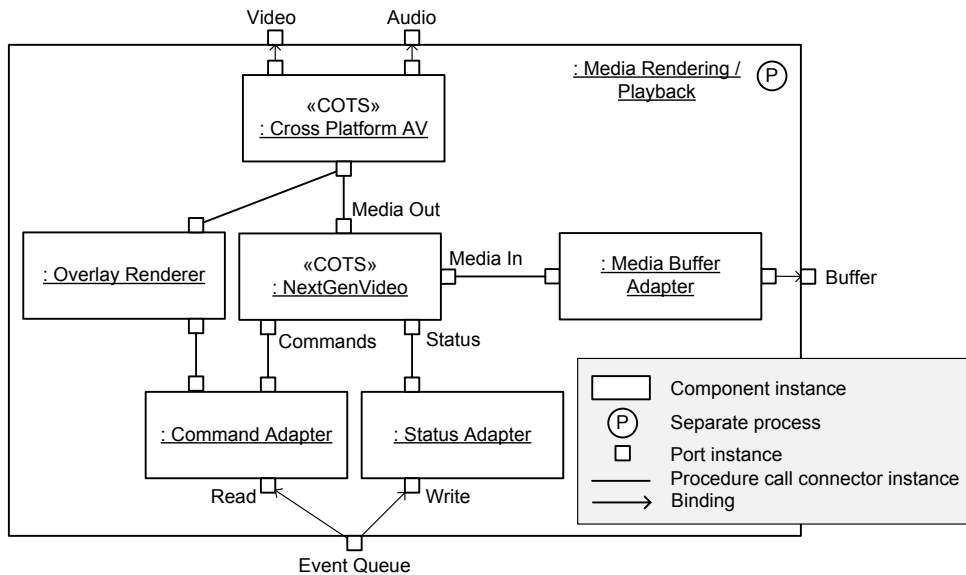 Video
Audio
: Media Rendering /
Playback
P
«COTS»
: Cross Platform AV
Media Out
: Overlay Renderer
«COTS»
: NextGenVideo
Media In
: Media Buffer
Adapter
Buffer
Commands
Status
: Command Adapter
: Status Adapter
Read
Write
Event Queue
Component instance
P
Separate process
Port instance
Procedure call connector instance
Binding